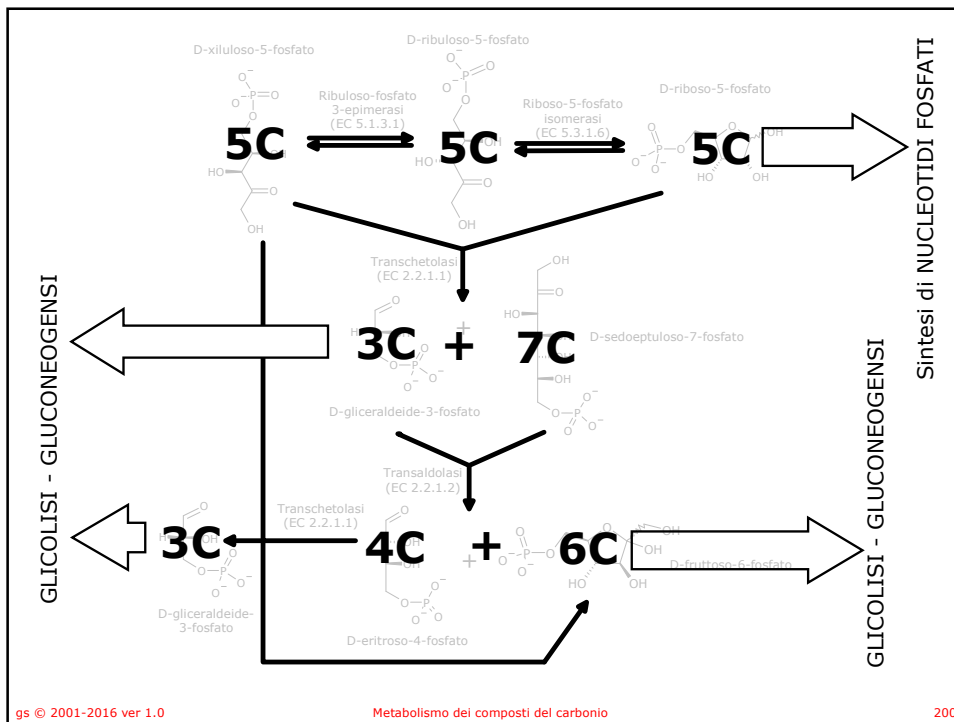 D-xiluloso-5-fosfato
D-ribuloso-5-fosfato
D-riboso-5-fosfato
Ribuloso-fosfato
3-epimerasi
(EC 5.1.3.1)
Riboso-5-fosfato
isomerasi
(EC 5.3.1.6)
5C
5C
5C
Sintesi di NUCLEOTIDI FOSFATI
Transchetolasi
(EC 2.2.1.1)
3C + 7C
D-sedoeptuloso-7-fosfato
D-gliceraldeide-3-fosfato
GLICOLISI - GLUCONEOGENSI
GLICOLISI - GLUCONEOGENSI
Transaldolasi
(EC 2.2.1.2)
Transchetolasi
(EC 2.2.1.1)
3C
4C + 6C
D-fruttoso-6-fosfato
D-gliceraldeide-
3-fosfato
D-eritroso-4-fosfato
gs © 2001-2016 ver 1.0
Metabolismo dei composti del carbonio
200